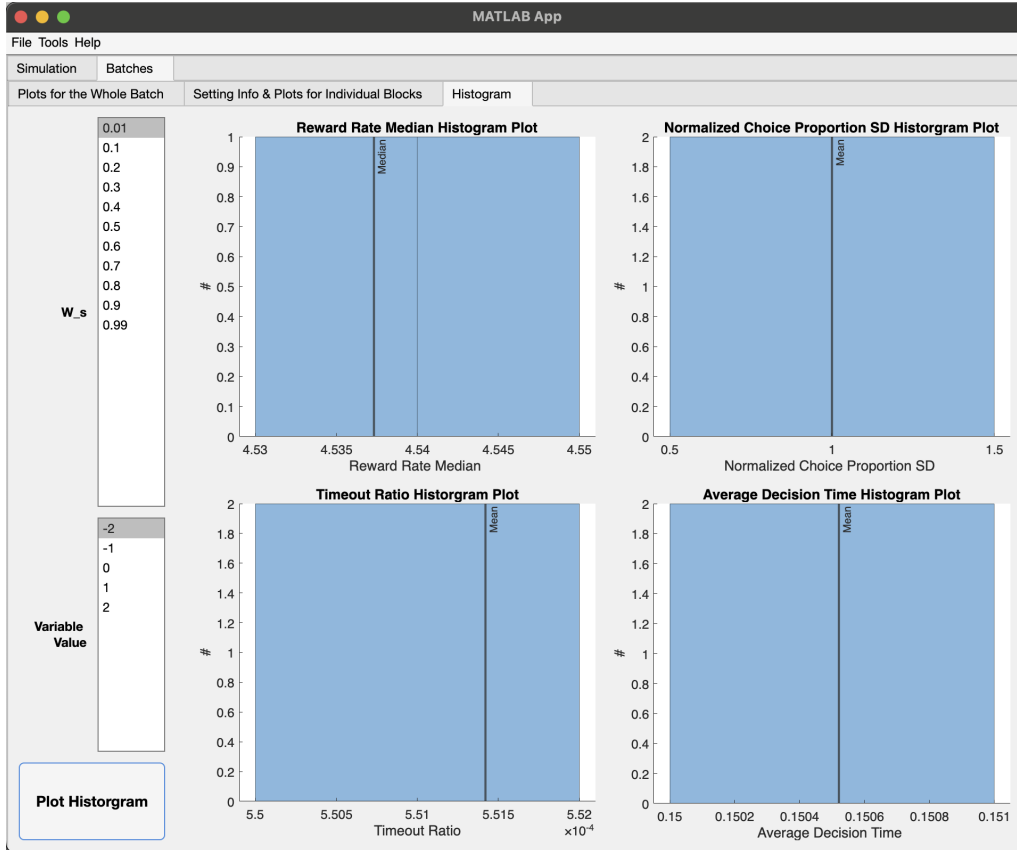 MATLAB App
File Tools Help
Simulation Batches
Plots for the Whole Batch Setting Info & Plots for Individual Blocks Histogram
W_s
0.01
0.1
0.2
0.3
0.4
0.5
0.6
0.7
0.8
0.9
0.99
Variable
Value
-2
-1
0
1
2
Plot Historgram
Reward Rate Median Histogram Plot
1
0.9
0.8
0.7
0.6
0.5
0.4
0.3
0.2
0.1
0
#
Median
4.53 4.535 4.54 4.545 4.55
Reward Rate Median
Normalized Choice Proportion SD Historgram Plot
2
1.8
1.6
1.4
1.2
1
0.8
0.6
0.4
0.2
0
#
Mean
0.5 1 1.5
Normalized Choice Proportion SD
Timeout Ratio Historgram Plot
2
1.8
1.6
1.4
1.2
1
0.8
0.6
0.4
0.2
0
#
Mean
5.5 5.505 5.51 5.515 5.52
Timeout Ratio
×10-4
Average Decision Time Histogram Plot
2
1.8
1.6
1.4
1.2
1
0.8
0.6
0.4
0.2
0
#
Mean
0.15 0.1502 0.1504 0.1506 0.1508 0.151
Average Decision Time